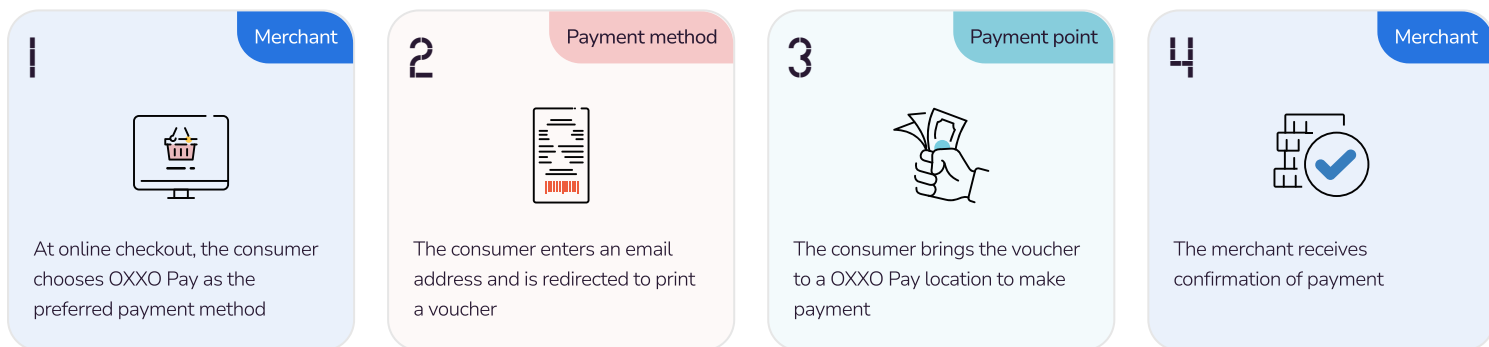 1
Merchant
At online checkout, the consumer
chooses OXXO Pay as the
preferred payment method
2
Payment method
The consumer enters an email
address and is redirected to print
a voucher
3
Payment point
The consumer brings the voucher
to a OXXO Pay location to make
payment
4
Merchant
The merchant receives
confirmation of payment